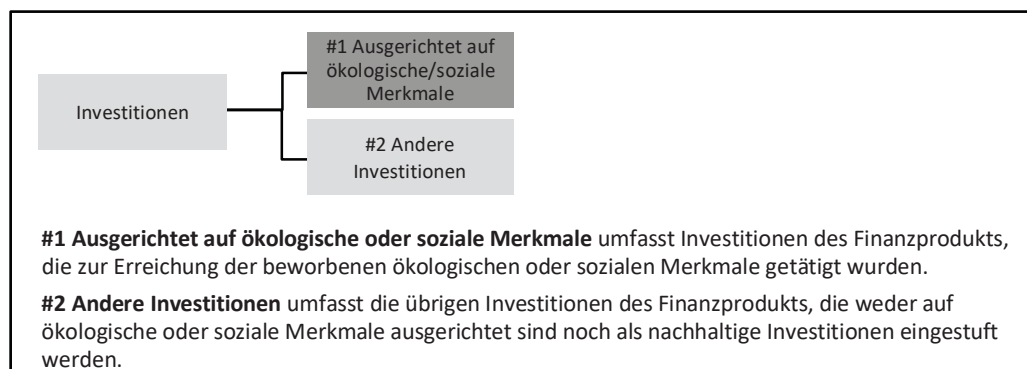 #1 Ausgerichtet auf
ökologische/soziale
Merkmale
Investitionen
#2 Andere
Investitionen
#1 Ausgerichtet auf ökologische oder soziale Merkmale umfasst Investitionen des Finanzprodukts,
die zur Erreichung der beworbenen ökologischen oder sozialen Merkmale getätigt wurden.
#2 Andere Investitionen umfasst die übrigen Investitionen des Finanzprodukts, die weder auf
ökologische oder soziale Merkmale ausgerichtet sind noch als nachhaltige Investitionen eingestuft
werden.